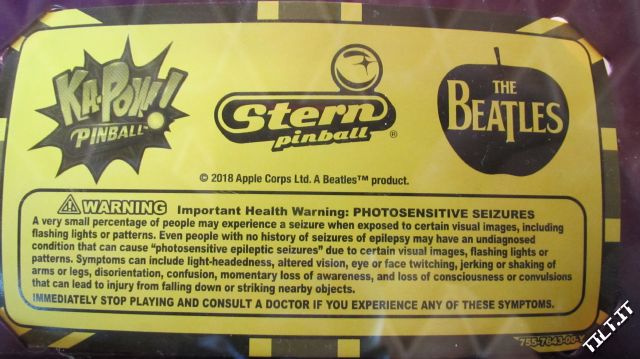 KA-POW!
PINBALL
Stern
pinball ®
THE
BEATLES
© 2018 Apple Corps Ltd. A Beatles™ product.
WARNING Important Health Warning: PHOTOSENSITIVE SEIZURES
A very small percentage of people may experience a seizure when exposed to certain visual images, including
flashing lights or patterns. Even people with no history of seizures of epilepsy may have an undiagnosed
condition that can cause “photosensitive epileptic seizures” due to certain visual images, flashing lights or
patterns. Symptoms can include light-headedness, altered vision, eye or face twitching, jerking or shaking of
arms or legs, disorientation, confusion, momentary loss of awareness, and loss of consciousness or convulsions
that can lead to injury from falling down or striking nearby objects.
IMMEDIATELY STOP PLAYING AND CONSULT A DOCTOR IF YOU EXPERIENCE ANY OF THESE SYMPTOMS.
755-7643-00-Y
TILT.IT